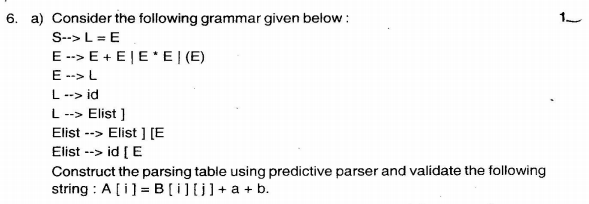 6. a) Consider the following grammar given below : 1
S--> L = E
E --> E + E | E * E | (E)
E --> L
L --> id
L --> Elist ]
Elist --> Elist ] [E
Elist --> id [ E
Construct the parsing table using predictive parser and validate the following
string : A [ i ] = B [ i ] [ j ] + a + b.